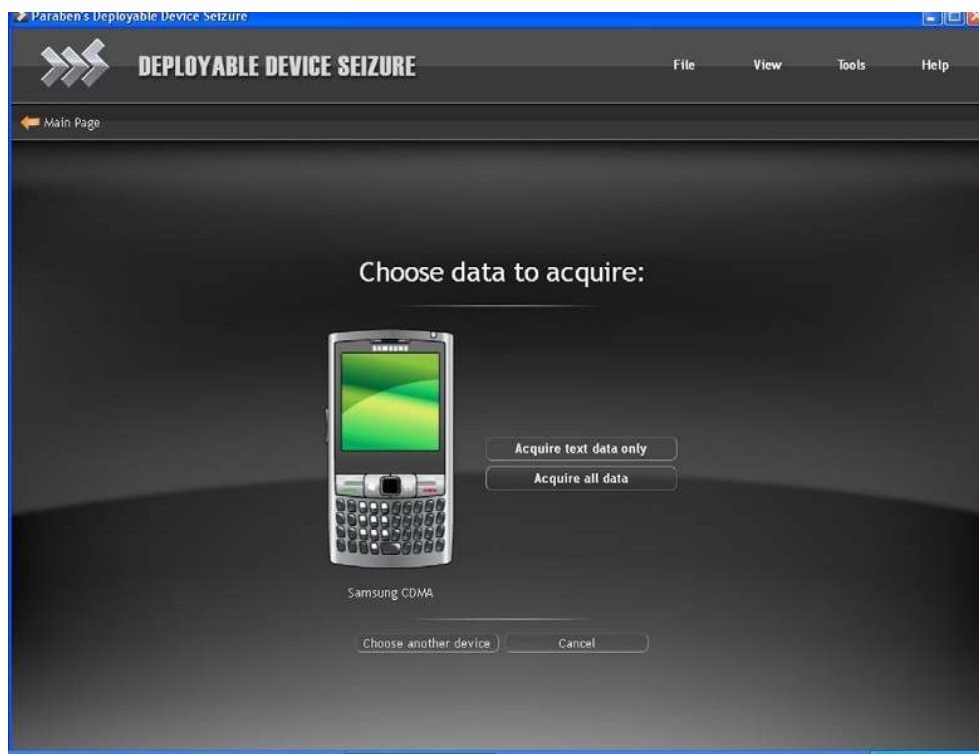 Paraben's Deployable Device Seizure
DEPLOYABLE DEVICE SEIZURE
File View Tools Help
Main Page
Choose data to acquire:
SAMSUNG
Acquire text data only
Acquire all data
Samsung CDMA
Choose another device Cancel